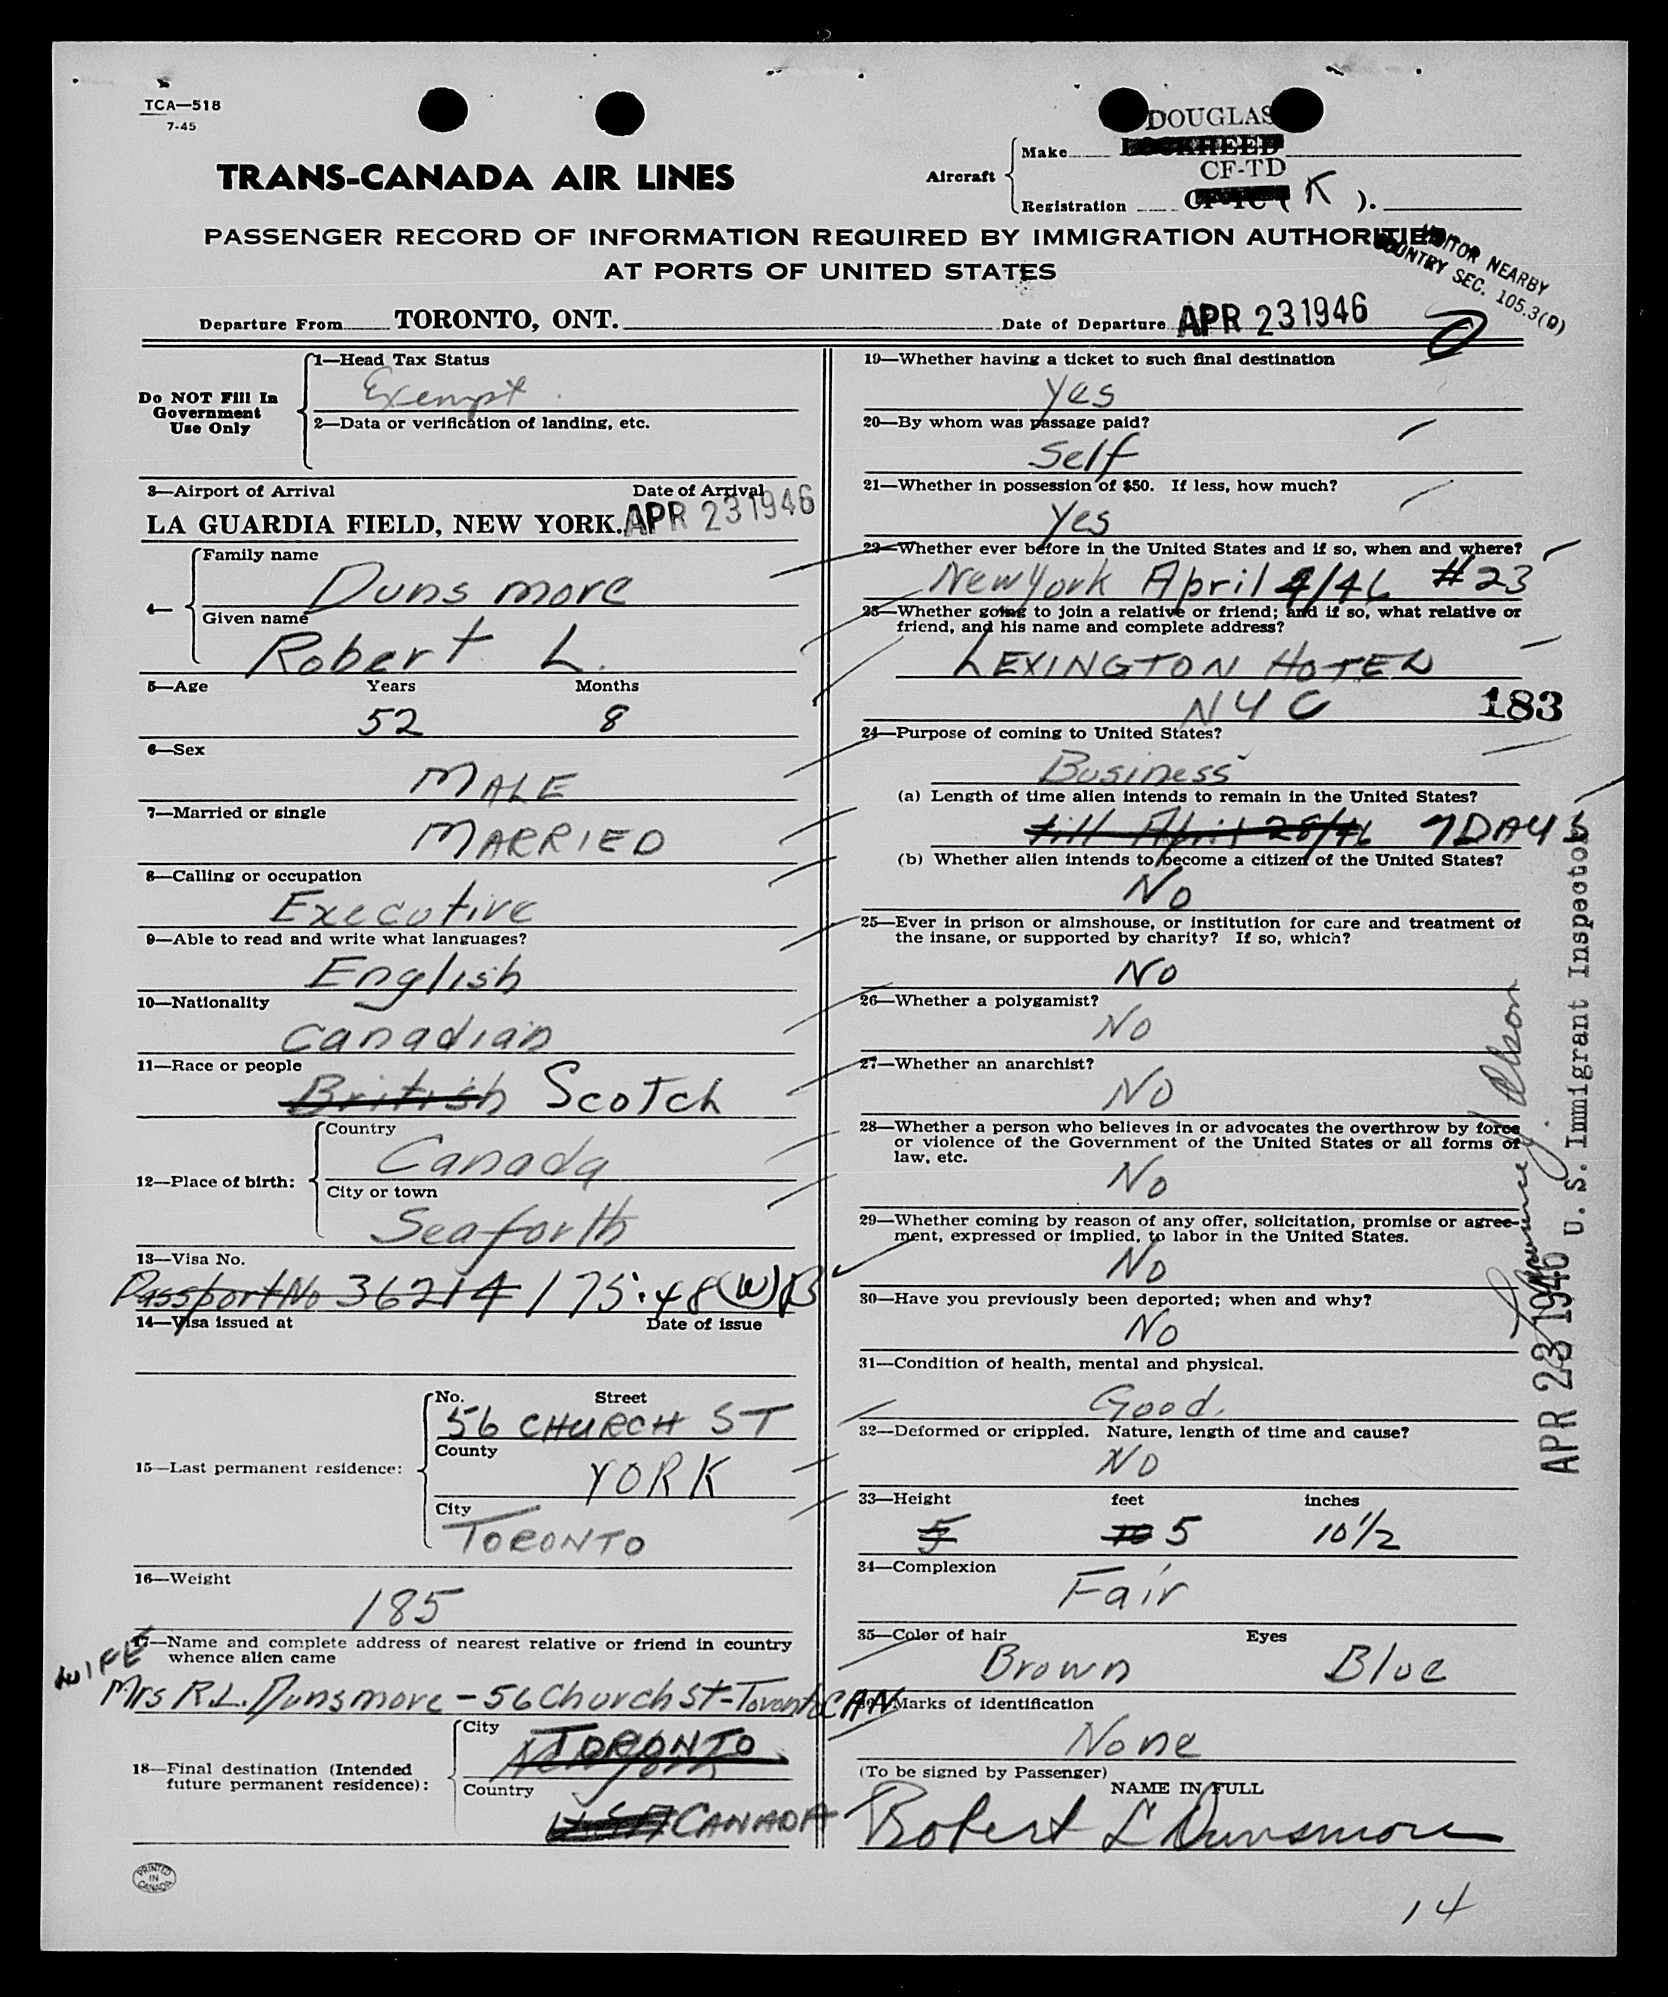 TCA—518
7-45
TRANS-CANADA AIR LINES
Aircraft
Make
DOUGLAS
LOCKHEED
CF-TD
Registration CF-TC ( K ).
PASSENGER RECORD OF INFORMATION REQUIRED BY IMMIGRATION AUTHORITIES
AT PORTS OF UNITED STATES
VISITOR NEARBY
COUNTRY SEC. 105.3(9)
Departure From TORONTO, ONT.
Date of Departure APR 23 1946
Do NOT Fill In
Government
Use Only
1—Head Tax Status
Exempt.
2—Data or verification of landing, etc.
3—Airport of Arrival Date of Arrival
LA GUARDIA FIELD, NEW YORK. APR 23 1946
4—
Family name
Dunsmore
Given name
Robert L.
5—Age Years Months
52 8
6—Sex
MALE
7—Married or single
MARRIED
8—Calling or occupation
Executive
9—Able to read and write what languages?
English
10—Nationality
Canadian
11—Race or people
British Scotch
12—Place of birth:
Country
Canada
City or town
Seaforth
13—Visa No.
Passport No 36214 175:48(W)B
14—Visa issued at Date of issue
15—Last permanent residence:
No. Street
56 CHURCH ST
County
YORK
City
TORONTO
16—Weight
185
17—Name and complete address of nearest relative or friend in country
whence alien came
WIFE
Mrs R.L. Dunsmore - 56 Church St - Toronto CAN.
18—Final destination (Intended
future permanent residence):
City
New York TORONTO
Country
USA CANADA
PRINTED
IN
CANADA
19—Whether having a ticket to such final destination
Yes
20—By whom was passage paid?
Self
21—Whether in possession of $50. If less, how much?
Yes
22—Whether ever before in the United States and if so, when and where?
New York April 4/46 #23
23—Whether going to join a relative or friend; and if so, what relative or
friend, and his name and complete address?
LEXINGTON HOTEL
NYC
183
24—Purpose of coming to United States?
Business
(a) Length of time alien intends to remain in the United States?
till April 28/46 7 DAYS
(b) Whether alien intends to become a citizen of the United States?
No
25—Ever in prison or almshouse, or institution for care and treatment of
the insane, or supported by charity? If so, which?
No
26—Whether a polygamist?
No
27—Whether an anarchist?
No
28—Whether a person who believes in or advocates the overthrow by force
or violence of the Government of the United States or all forms of
law, etc.
No
29—Whether coming by reason of any offer, solicitation, promise or agree-
ment, expressed or implied, to labor in the United States.
No
30—Have you previously been deported; when and why?
No
31—Condition of health, mental and physical.
Good.
32—Deformed or crippled. Nature, length of time and cause?
No
33—Height feet inches
5 10 5 10½
34—Complexion
Fair
35—Color of hair Eyes
Brown Blue
36—Marks of identification
None
(To be signed by Passenger)
NAME IN FULL
Robert L Dunsmore
14
U. S. Immigrant Inspector
APR 23 1946